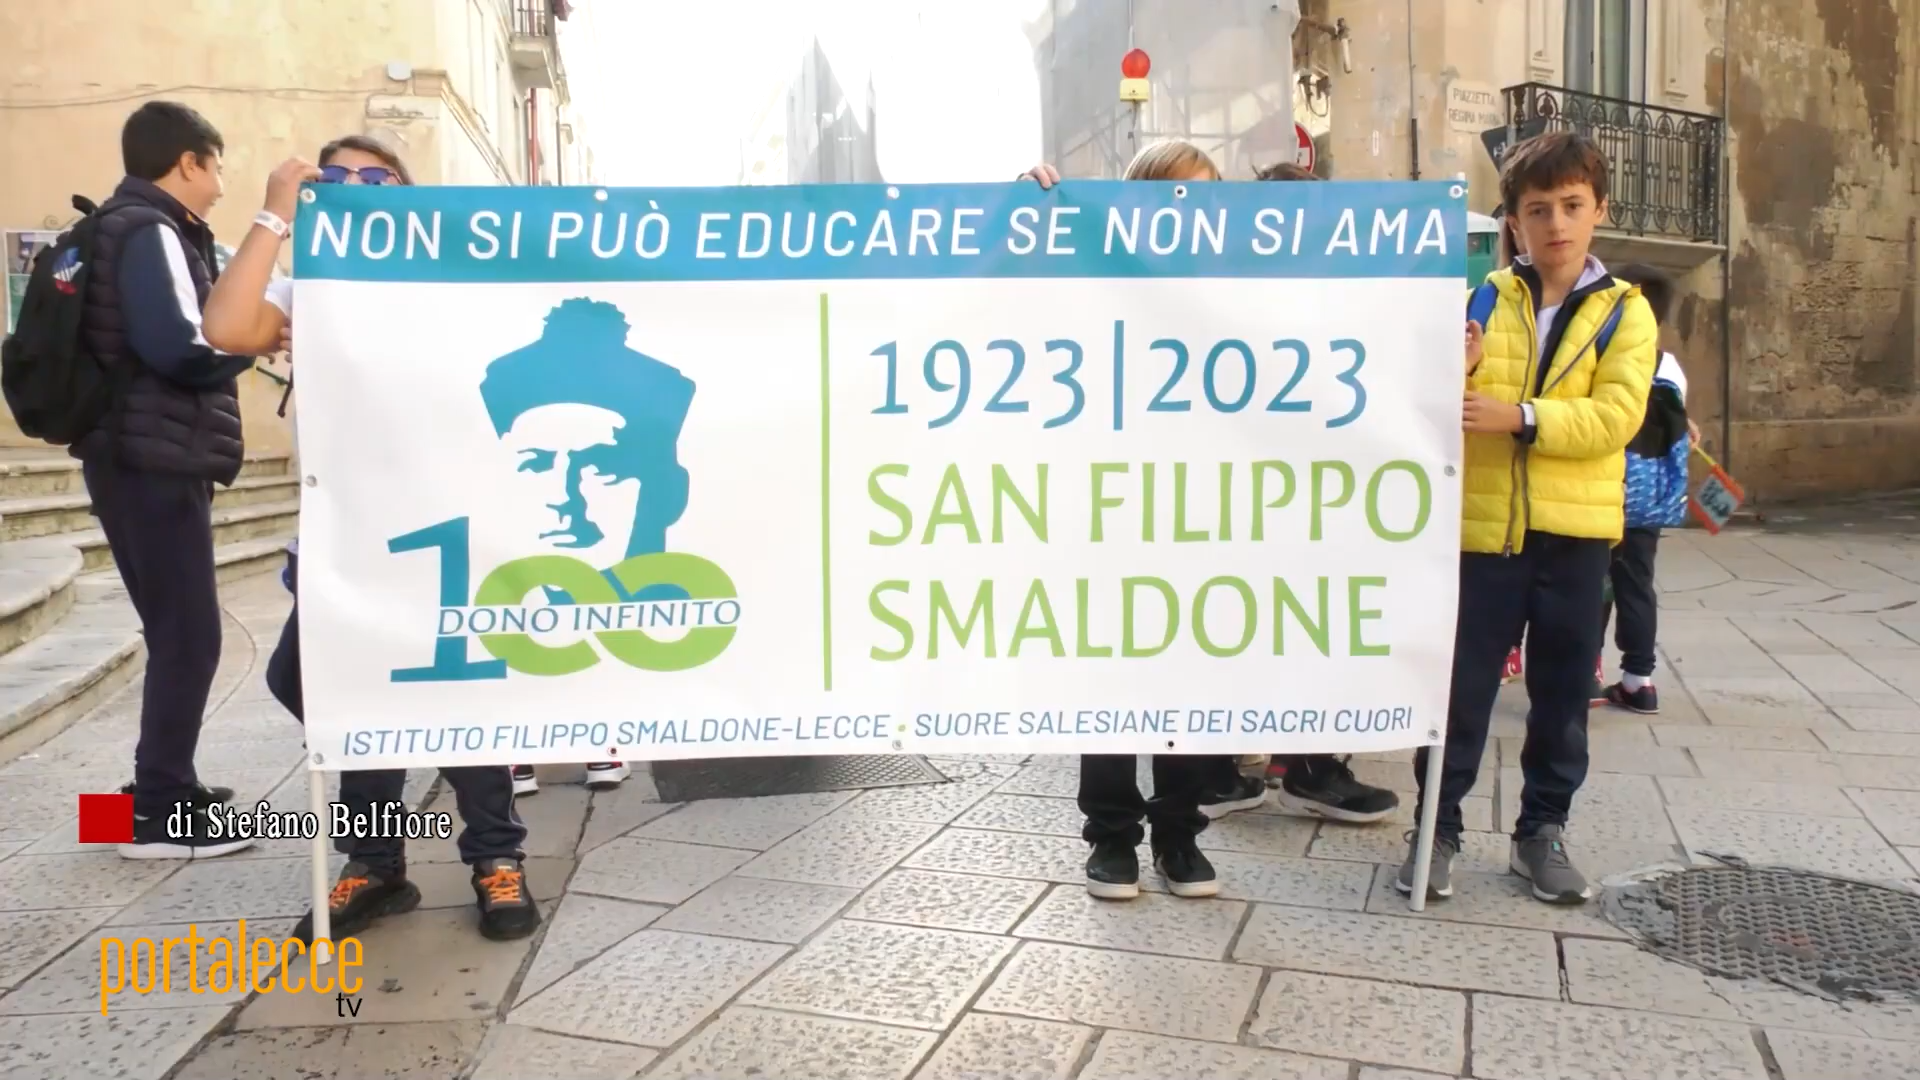 PIAZZETTA
REGINA MARIA
NON SI PUÒ EDUCARE SE NON SI AMA
1923|2023
SAN FILIPPO
SMALDONE
100
DONO INFINITO
ISTITUTO FILIPPO SMALDONE-LECCE • SUORE SALESIANE DEI SACRI CUORI
di Stefano Belfiore
portalecce
tv